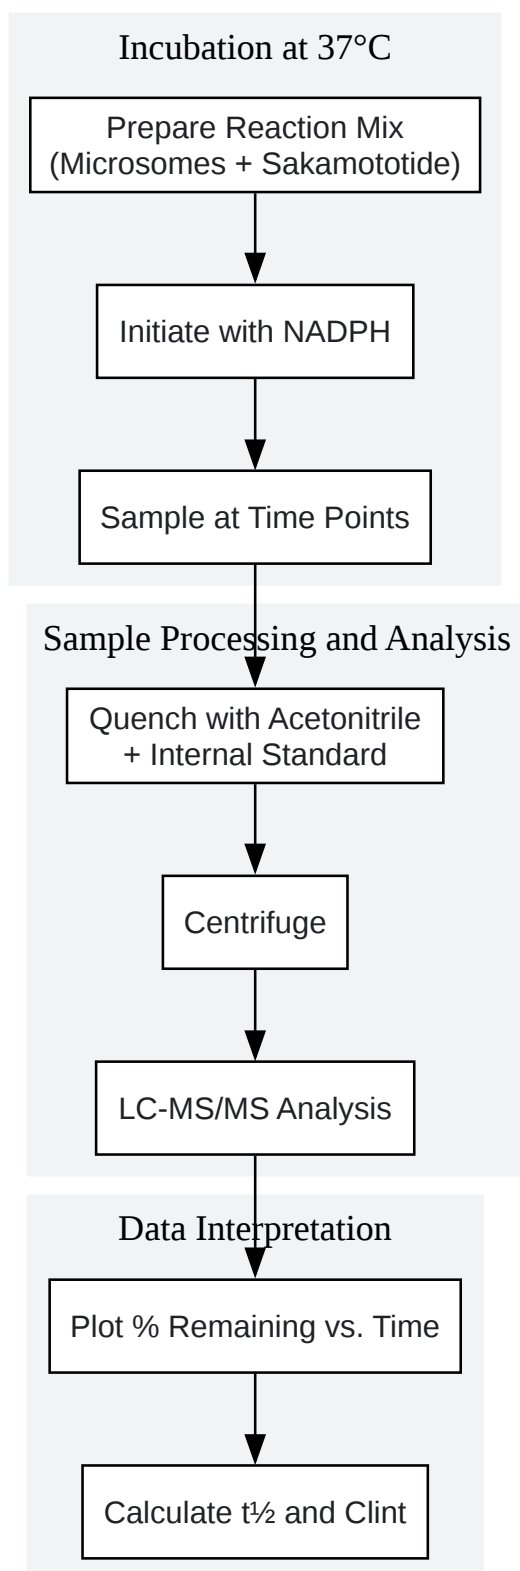 Incubation at 37°C
Prepare Reaction Mix
(Microsomes + Sakamototide)
Initiate with NADPH
Sample at Time Points
Sample Processing and Analysis
Quench with Acetonitrile
+ Internal Standard
Centrifuge
LC-MS/MS Analysis
Data Interpretation
Plot % Remaining vs. Time
Calculate t½ and Clint